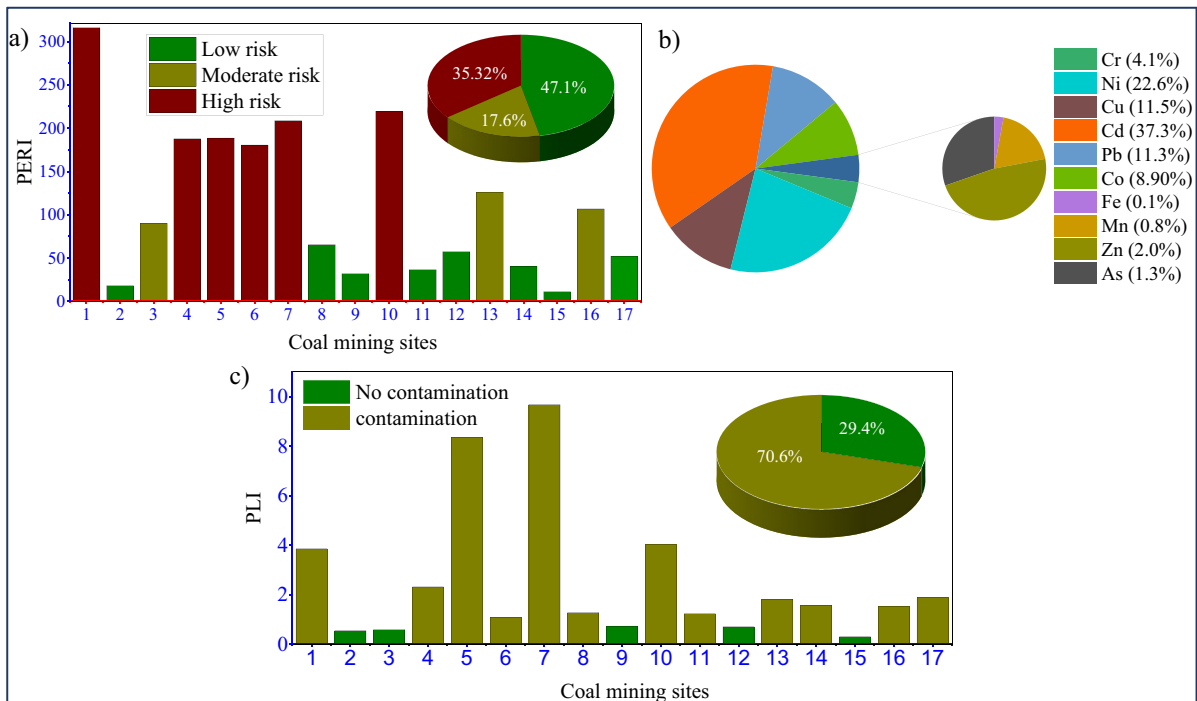 a)
300
250
200
150
100
50
0
PERI
Low risk
Moderate risk
High risk
35.32%
47.1%
17.6%
1 2 3 4 5 6 7 8 9 10 11 12 13 14 15 16 17
Coal mining sites
b)
Cr (4.1%)
Ni (22.6%)
Cu (11.5%)
Cd (37.3%)
Pb (11.3%)
Co (8.90%)
Fe (0.1%)
Mn (0.8%)
Zn (2.0%)
As (1.3%)
c)
10
8
6
4
2
0
PLI
No contamination
contamination
29.4%
70.6%
1 2 3 4 5 6 7 8 9 10 11 12 13 14 15 16 17
Coal mining sites